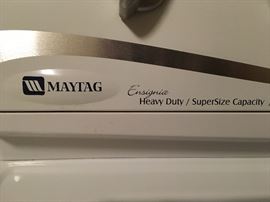 MAYTAG
Ensignia
Heavy Duty / SuperSize Capacity